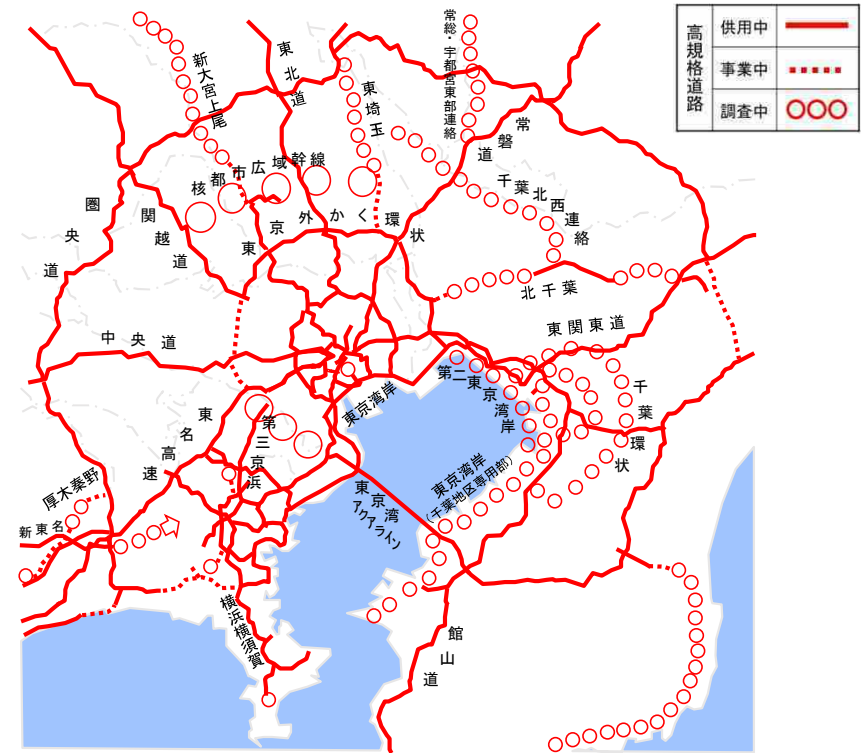 高規格道路
供用中
事業中
調査中
新大宮上尾
東北道
東埼玉
常総・宇都宮東部連絡
常磐道
千葉北西連絡
核都市広域幹線
圏央道
関越道
東京外かく環状
北千葉
東関東道
中央道
第二東京湾岸
千葉環状
東京湾岸
東名高速
第三京浜
東京湾岸
(千葉地区専用部)
厚木秦野
新東名
東京湾
アクアライン
横浜横須賀
館山道